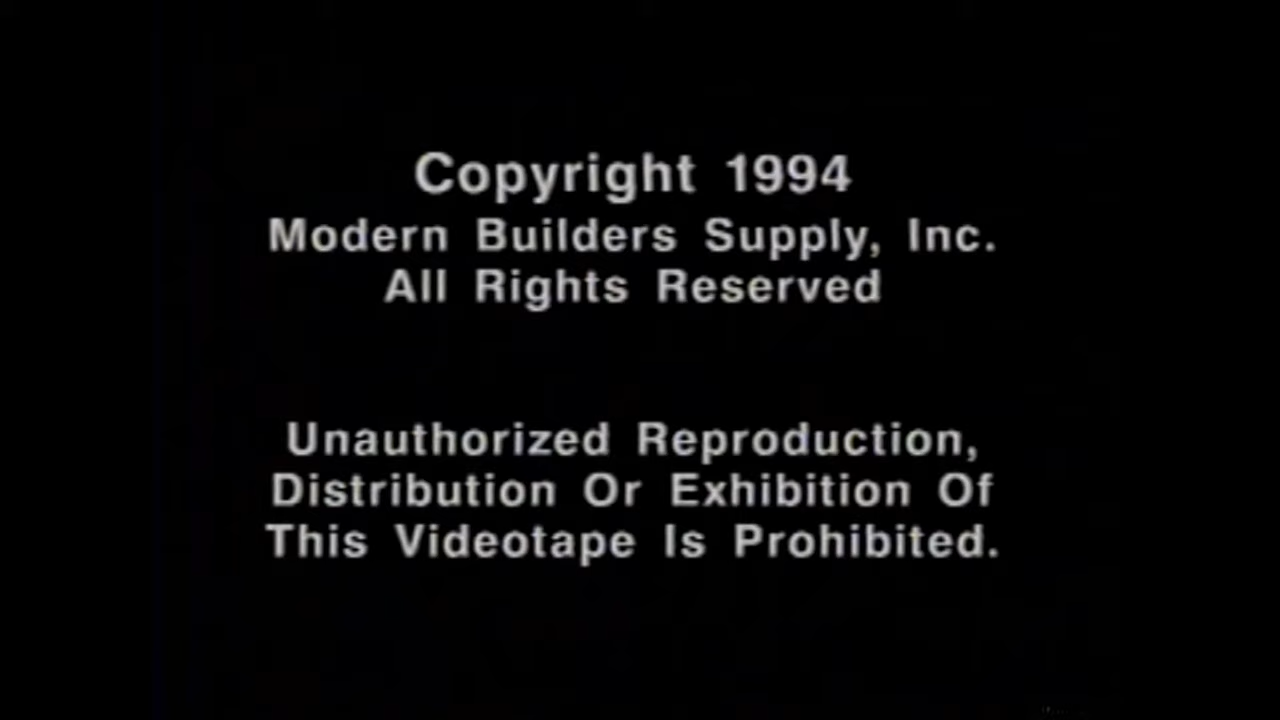 Copyright 1994
Modern Builders Supply, Inc.
All Rights Reserved
Unauthorized Reproduction,
Distribution Or Exhibition Of
This Videotape Is Prohibited.